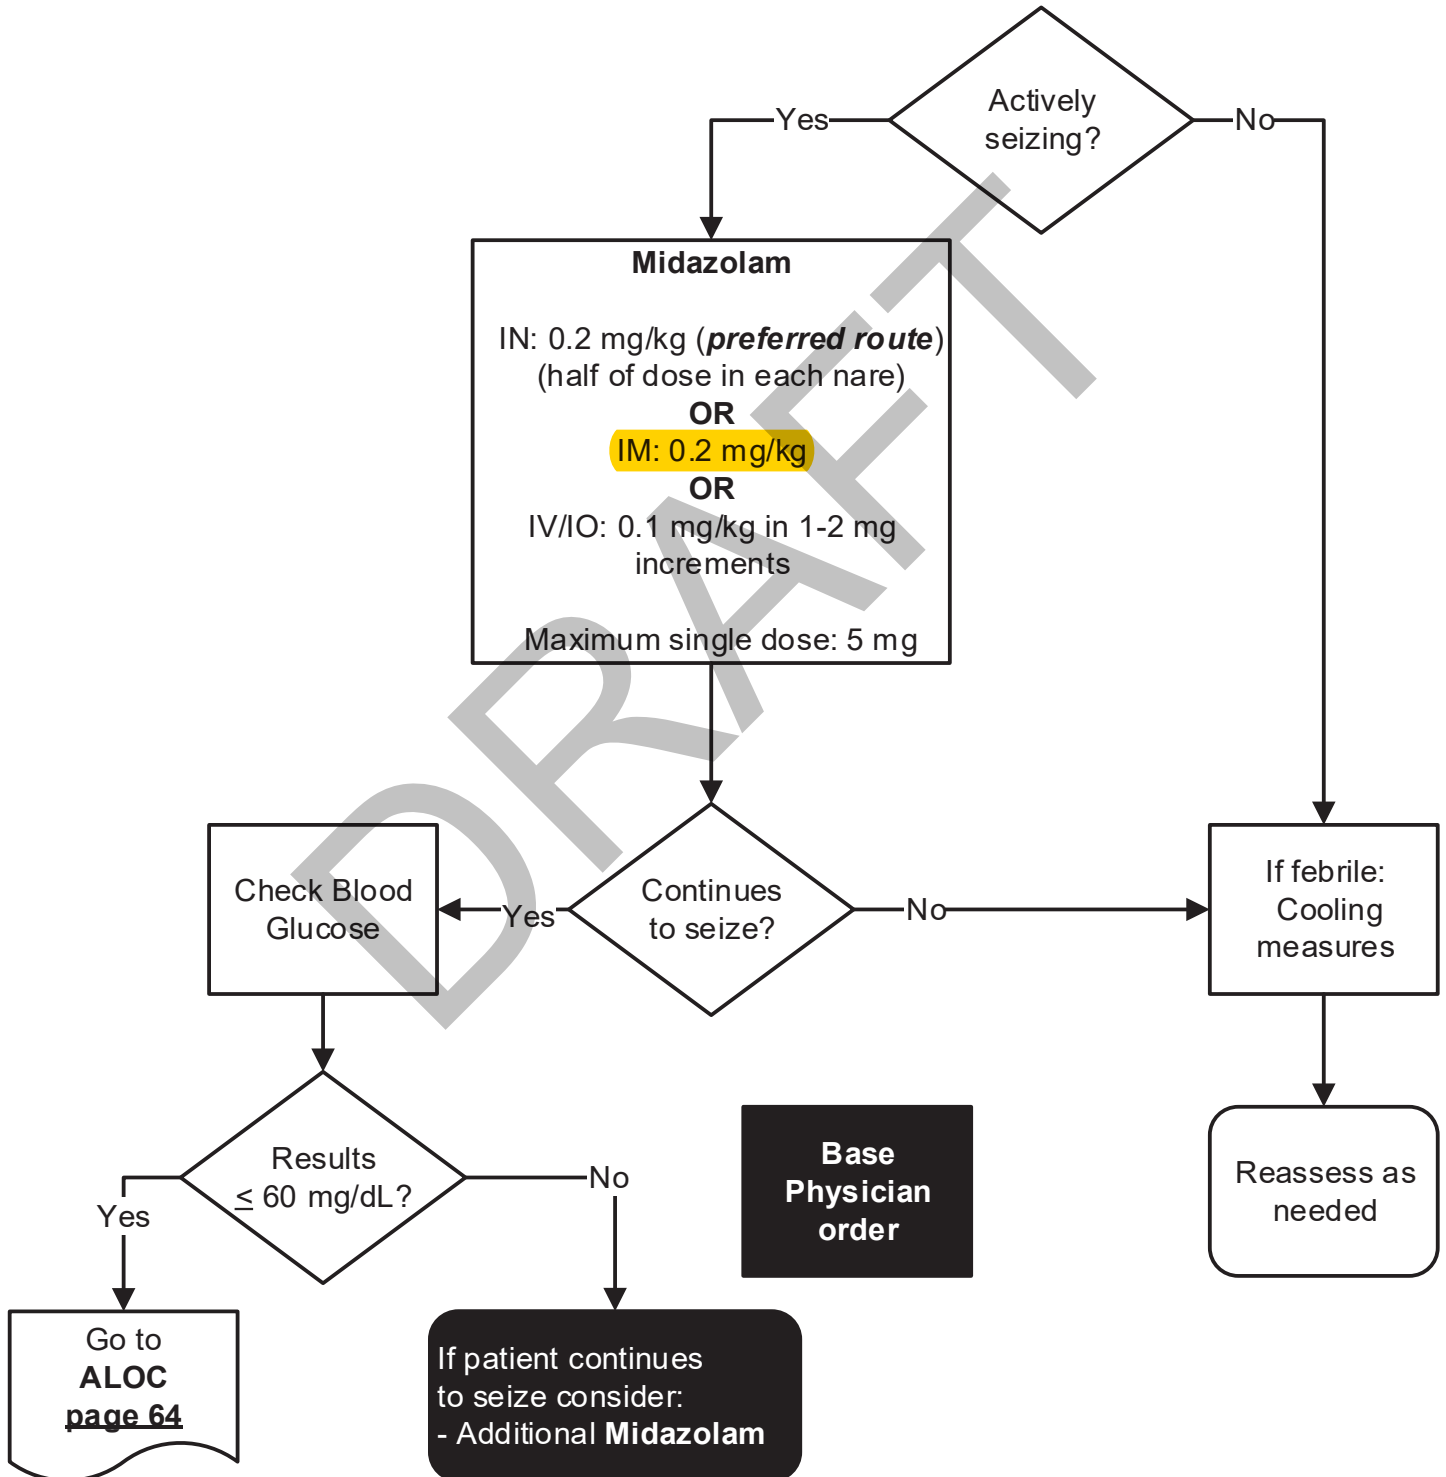 Actively
seizing?
Yes
No
Midazolam
IN: 0.2 mg/kg (preferred route)
(half of dose in each nare)
OR
IM: 0.2 mg/kg
OR
IV/IO: 0.1 mg/kg in 1-2 mg
increments
Maximum single dose: 5 mg
DRAFT
Continues
to seize?
Yes
No
Check Blood
Glucose
If febrile:
Cooling
measures
Results
≤ 60 mg/dL?
Yes
No
Base
Physician
order
Reassess as
needed
Go to
ALOC
page 64
If patient continues
to seize consider:
- Additional Midazolam